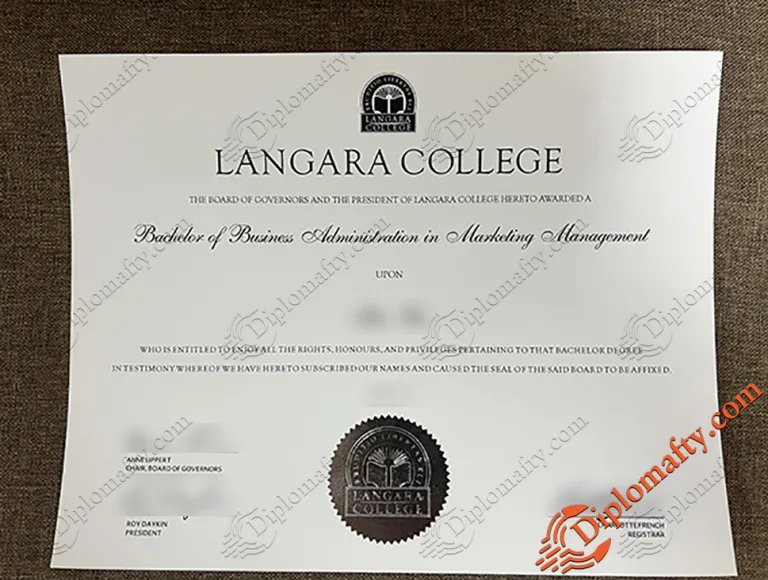 LANGARA
COLLEGE
LANGARA COLLEGE
THE BOARD OF GOVERNORS AND THE PRESIDENT OF LANGARA COLLEGE HERETO AWARDED A
Bachelor of Business Administration in Marketing Management
UPON
WHO IS ENTITLED TO ENJOY ALL THE RIGHTS, HONOURS, AND PRIVILEGES PERTAINING TO THAT BACHELOR DEGREE
IN TESTIMONY WHEREOF WE HAVE HERETO SUBSCRIBED OUR NAMES AND CAUSED THE SEAL OF THE SAID BOARD TO BE AFFIXED.
ANNE LIPPERT
CHAIR, BOARD OF GOVERNORS
LANGARA
COLLEGE
ROY DAYKIN
PRESIDENT
FRENCH
REGISTRAR
Diplomafty.com